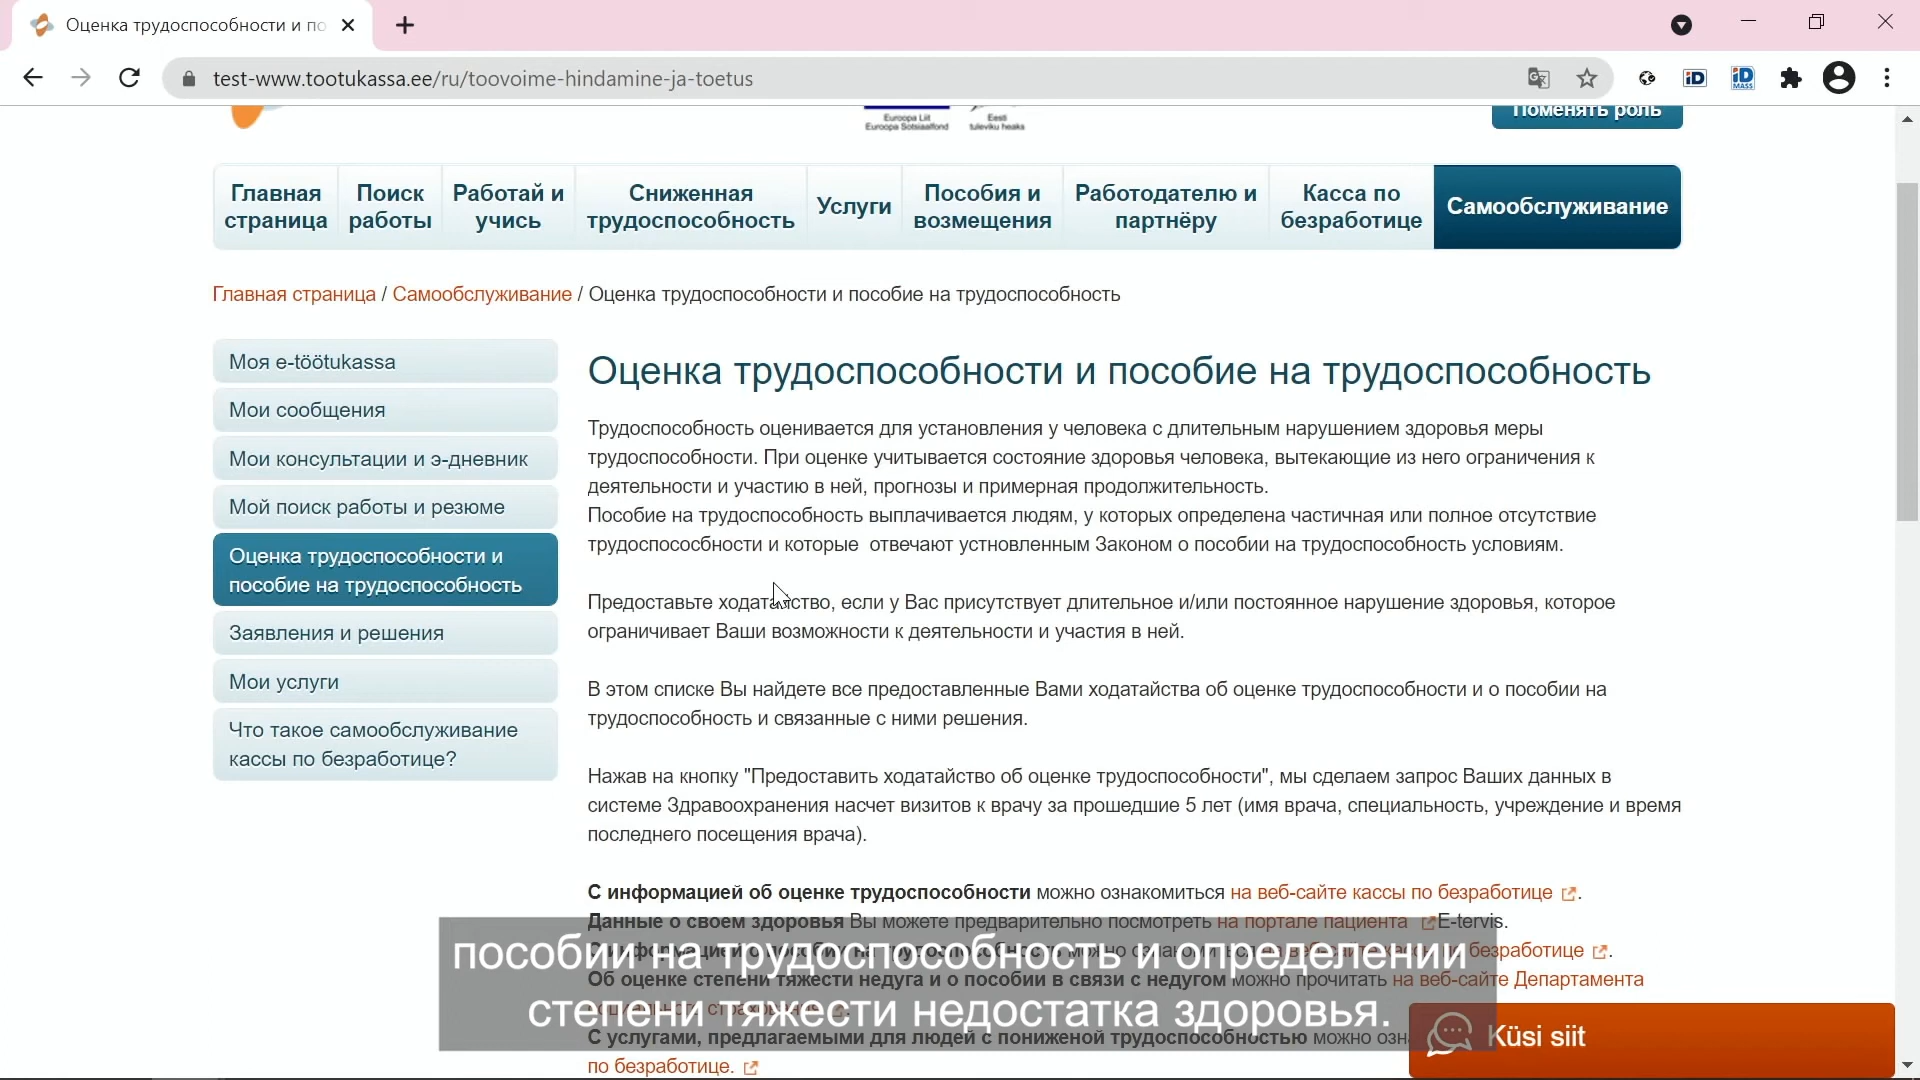 Оценка трудоспособности и по
test-www.tootukassa.ee/ru/toovoime-hindamine-ja-toetus
iD
iD
MASS
Euroopa Liit
Euroopa Sotsiaalfond
Eesti
tuleviku heaks
Поменять роль
Главная
страница
Поиск
работы
Работай и
учись
Сниженная
трудоспособность
Услуги
Пособия и
возмещения
Работодателю и
партнёру
Касса по
безработице
Самообслуживание
Главная страница / Самообслуживание / Оценка трудоспособности и пособие на трудоспособность
Моя e-töötukassa
Мои сообщения
Мои консультации и э-дневник
Мой поиск работы и резюме
Оценка трудоспособности и
пособие на трудоспособность
Заявления и решения
Мои услуги
Что такое самообслуживание
кассы по безработице?
Оценка трудоспособности и пособие на трудоспособность
Трудоспособность оценивается для установления у человека с длительным нарушением здоровья меры
трудоспособности. При оценке учитывается состояние здоровья человека, вытекающие из него ограничения к
деятельности и участию в ней, прогнозы и примерная продолжительность.
Пособие на трудоспособность выплачивается людям, у которых определена частичная или полное отсутствие
трудоспососбности и которые отвечают устновленным Законом о пособии на трудоспособность условиям.
Предоставьте ходатайство, если у Вас присутствует длительное и/или постоянное нарушение здоровья, которое
ограничивает Ваши возможности к деятельности и участия в ней.
В этом списке Вы найдете все предоставленные Вами ходатайства об оценке трудоспособности и о пособии на
трудоспособность и связанные с ними решения.
Нажав на кнопку "Предоставить ходатайство об оценке трудоспособности", мы сделаем запрос Ваших данных в
системе Здравоохранения насчет визитов к врачу за прошедшие 5 лет (имя врача, специальность, учреждение и время
последнего посещения врача).
С информацией об оценке трудоспособности можно ознакомиться на веб-сайте кассы по безработице .
Данные о своем здоровья Вы можете предварительно посмотреть на портале пациента E-tervis.
безработице .
Об оценке степени тяжести недуга и о пособии в связи с недугом можно прочитать на веб-сайте Департамента
С услугами, предлагаемыми для людей с пониженой трудоспособностью можно озн
по безработице.
пособии на трудоспособность и определении
степени тяжести недостатка здоровья.
Küsi siit